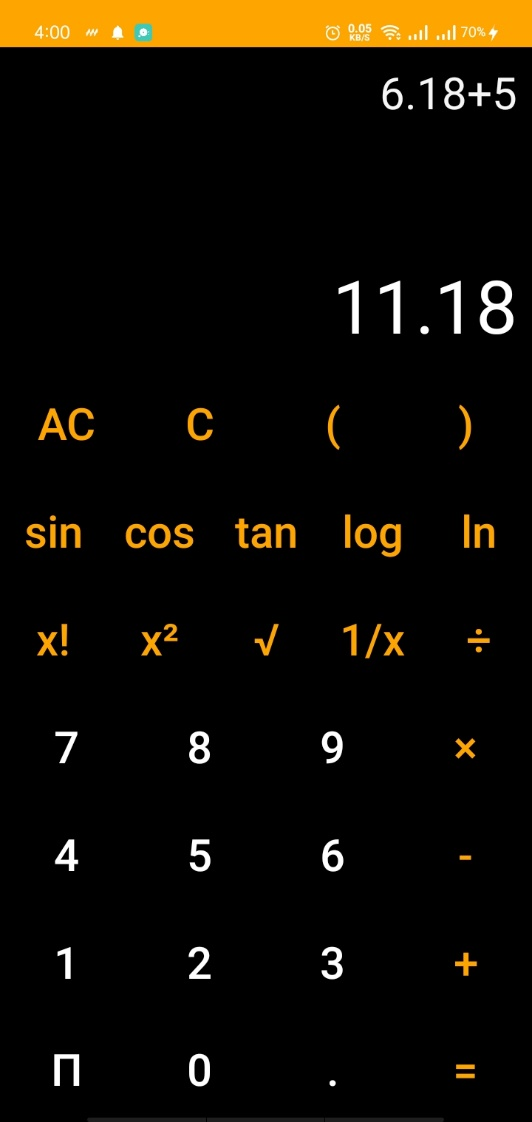 4:00 0.05 KB/S 70%
6.18+5
11.18
AC C ( )
sin cos tan log ln
x! x² √ 1/x ÷
7 8 9 ×
4 5 6 -
1 2 3 +
П 0 . =